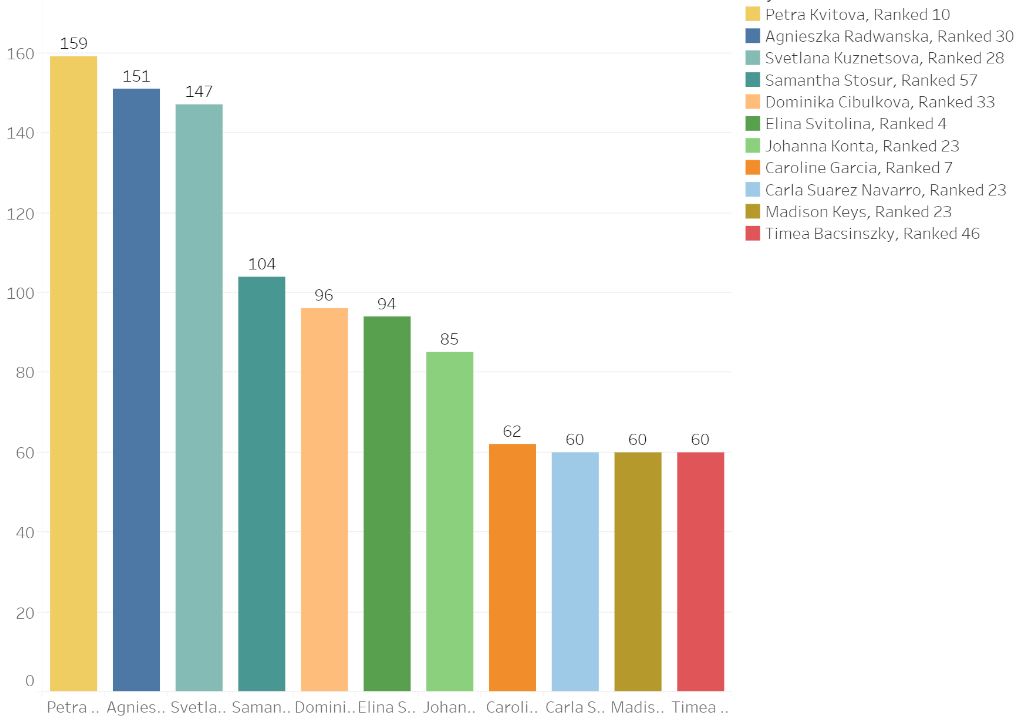 Petra Kvitova, Ranked 10
Agnieszka Radwanska, Ranked 30
Svetlana Kuznetsova, Ranked 28
Samantha Stosur, Ranked 57
Dominika Cibulkova, Ranked 33
Elina Svitolina, Ranked 4
Johanna Konta, Ranked 23
Caroline Garcia, Ranked 7
Carla Suarez Navarro, Ranked 23
Madison Keys, Ranked 23
Timea Bacsinszky, Ranked 46
160
140
120
100
80
60
40
20
0
159
151
147
104
96
94
85
62
60
60
60
Petra ..
Agnies..
Svetla..
Saman..
Domini..
Elina S..
Johan..
Caroli..
Carla S..
Madis..
Timea ..